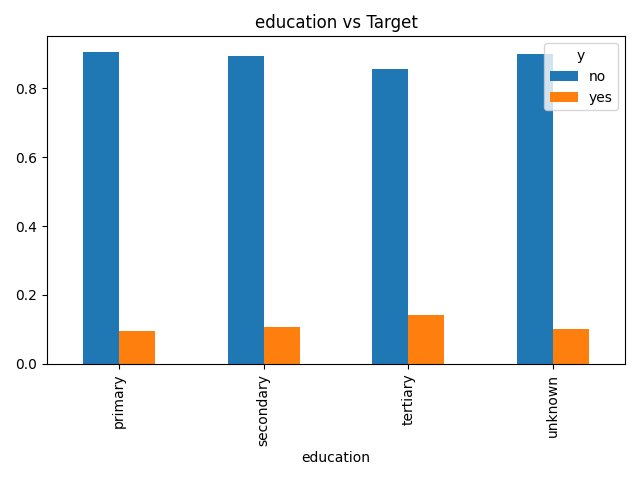 education vs Target
y
no
yes
0.8
0.6
0.4
0.2
0.0
primary
secondary
tertiary
unknown
education